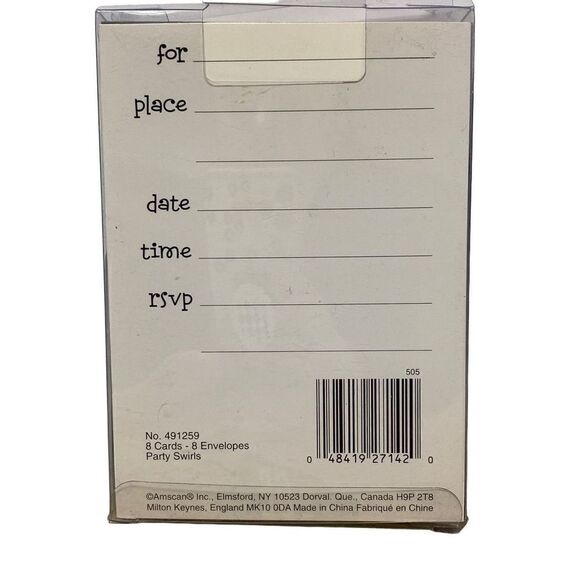 for
place
date
time
rsvp
505
No. 491259
8 Cards - 8 Envelopes
Party Swirls
0 48419 27142 0
©Amscan® Inc., Elmsford, NY 10523 Dorval. Que., Canada H9P 2T8
Milton Keynes, England MK10 0DA Made in China Fabriqué en Chine